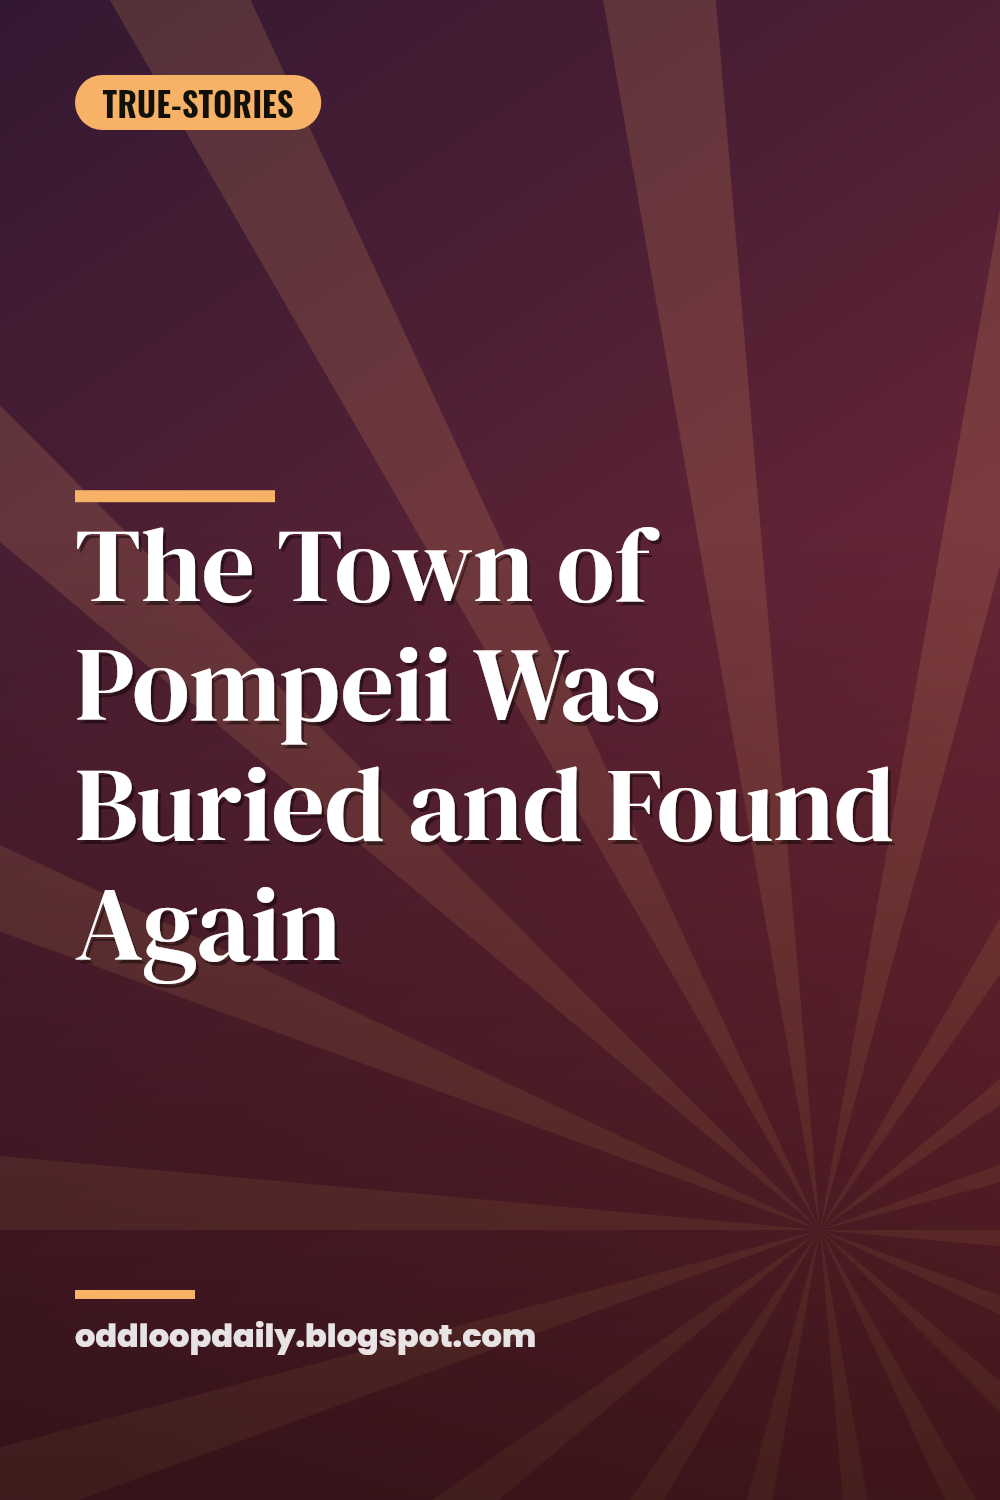 TRUE-STORIES
The Town of
Pompeii Was
Buried and Found
Again
oddloopdaily.blogspot.com